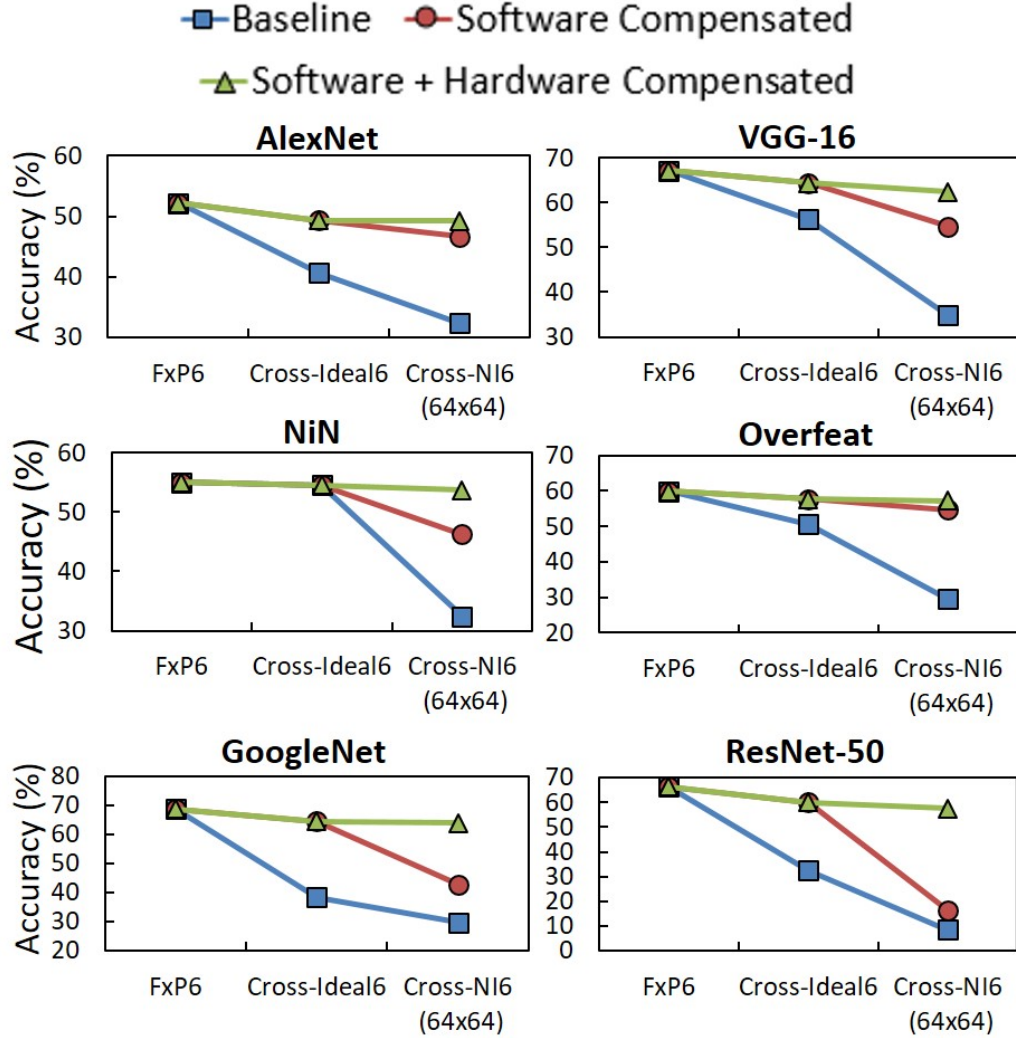 Baseline Software Compensated
Software + Hardware Compensated
AlexNet
Accuracy (%)
60
50
40
30
FxP6 Cross-Ideal6 Cross-NI6
(64x64)
VGG-16
70
60
50
40
30
FxP6 Cross-Ideal6 Cross-NI6
(64x64)
NiN
Accuracy (%)
60
50
40
30
FxP6 Cross-Ideal6 Cross-NI6
(64x64)
Overfeat
70
60
50
40
30
20
FxP6 Cross-Ideal6 Cross-NI6
(64x64)
GoogleNet
Accuracy (%)
80
70
60
50
40
30
20
FxP6 Cross-Ideal6 Cross-NI6
(64x64)
ResNet-50
70
60
50
40
30
20
10
0
FxP6 Cross-Ideal6 Cross-NI6
(64x64)